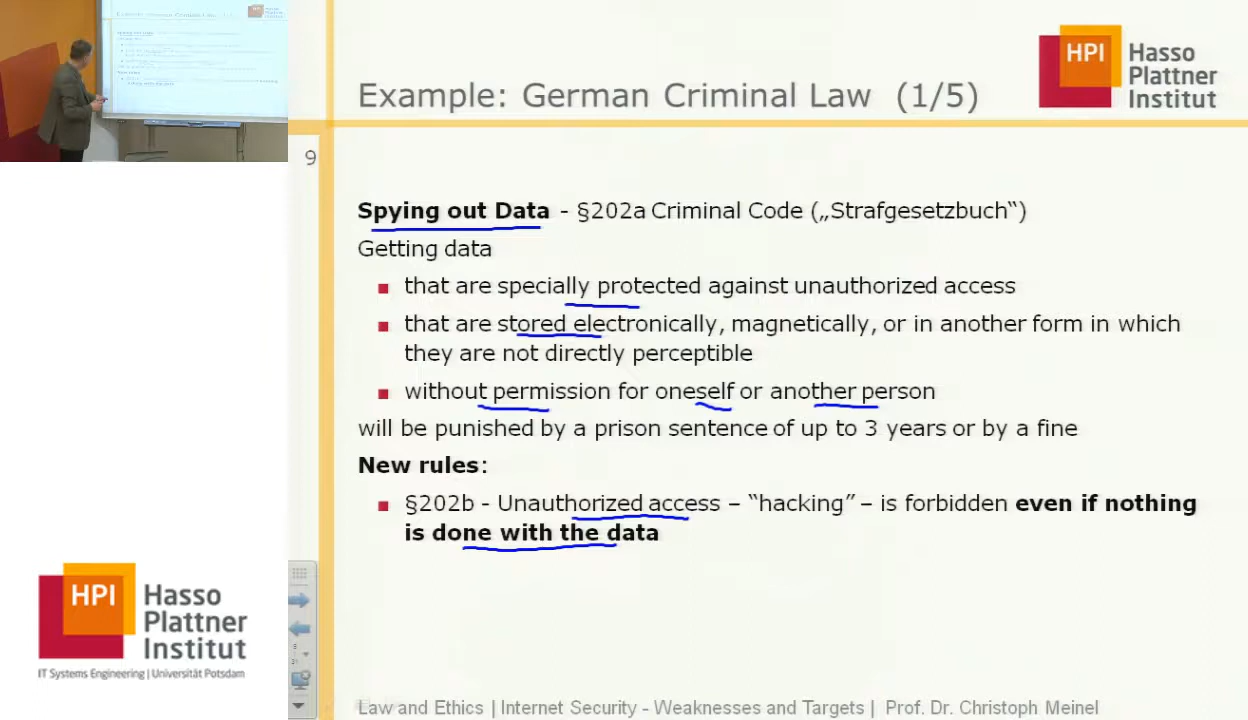 Example: German Criminal Law (1/5)
HPI
Hasso
Plattner
Institut
9
Spying out Data - §202a Criminal Code („Strafgesetzbuch“)
Getting data
that are specially protected against unauthorized access
that are stored electronically, magnetically, or in another form in which
they are not directly perceptible
without permission for oneself or another person
will be punished by a prison sentence of up to 3 years or by a fine
New rules:
§202b - Unauthorized access – “hacking” – is forbidden even if nothing
is done with the data
HPI
Hasso
Plattner
Institut
IT Systems Engineering | Universität Potsdam
Law and Ethics | Internet Security - Weaknesses and Targets | Prof. Dr. Christoph Meinel